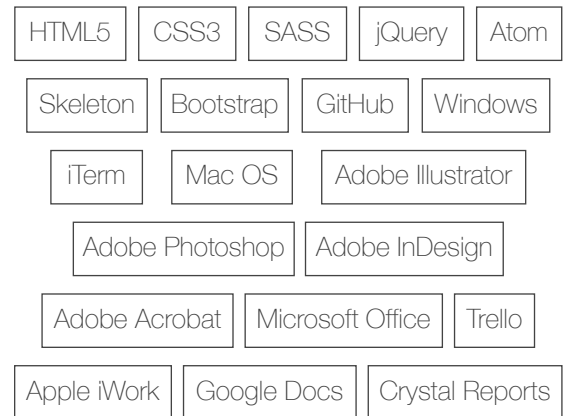 HTML5 CSS3 SASS jQuery Atom
Skeleton Bootstrap GitHub Windows
iTerm Mac OS Adobe Illustrator
Adobe Photoshop Adobe InDesign
Adobe Acrobat Microsoft Office Trello
Apple iWork Google Docs Crystal Reports